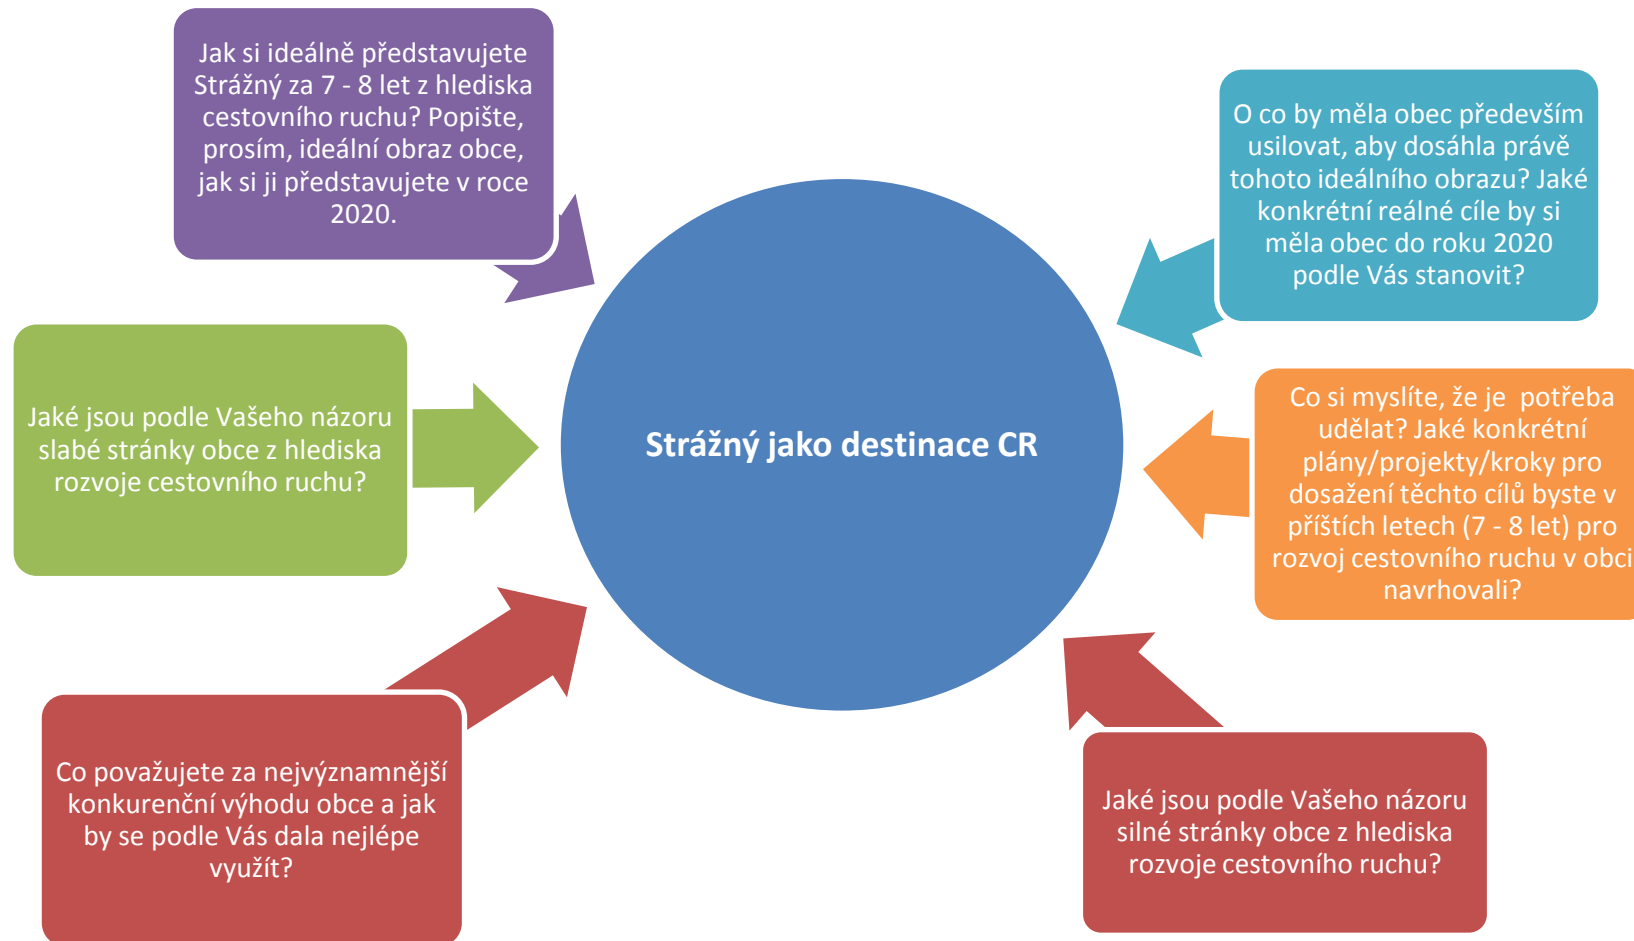 Jak si ideálně představujete
Strážný za 7 - 8 let z hlediska
cestovního ruchu? Popište,
prosím, ideální obraz obce,
jak si ji představujete v roce
2020.
O co by měla obec především
usilovat, aby dosáhla právě
tohoto ideálního obrazu? Jaké
konkrétní reálné cíle by si
měla obec do roku 2020
podle Vás stanovit?
Jaké jsou podle Vašeho názoru
slabé stránky obce z hlediska
rozvoje cestovního ruchu?
Strážný jako destinace CR
Co si myslíte, že je potřeba
udělat? Jaké konkrétní
plány/projekty/kroky pro
dosažení těchto cílů byste v
příštích letech (7 - 8 let) pro
rozvoj cestovního ruchu v obci
navrhovali?
Co považujete za nejvýznamnější
konkurenční výhodu obce a jak
by se podle Vás dala nejlépe
využít?
Jaké jsou podle Vašeho názoru
silné stránky obce z hlediska
rozvoje cestovního ruchu?